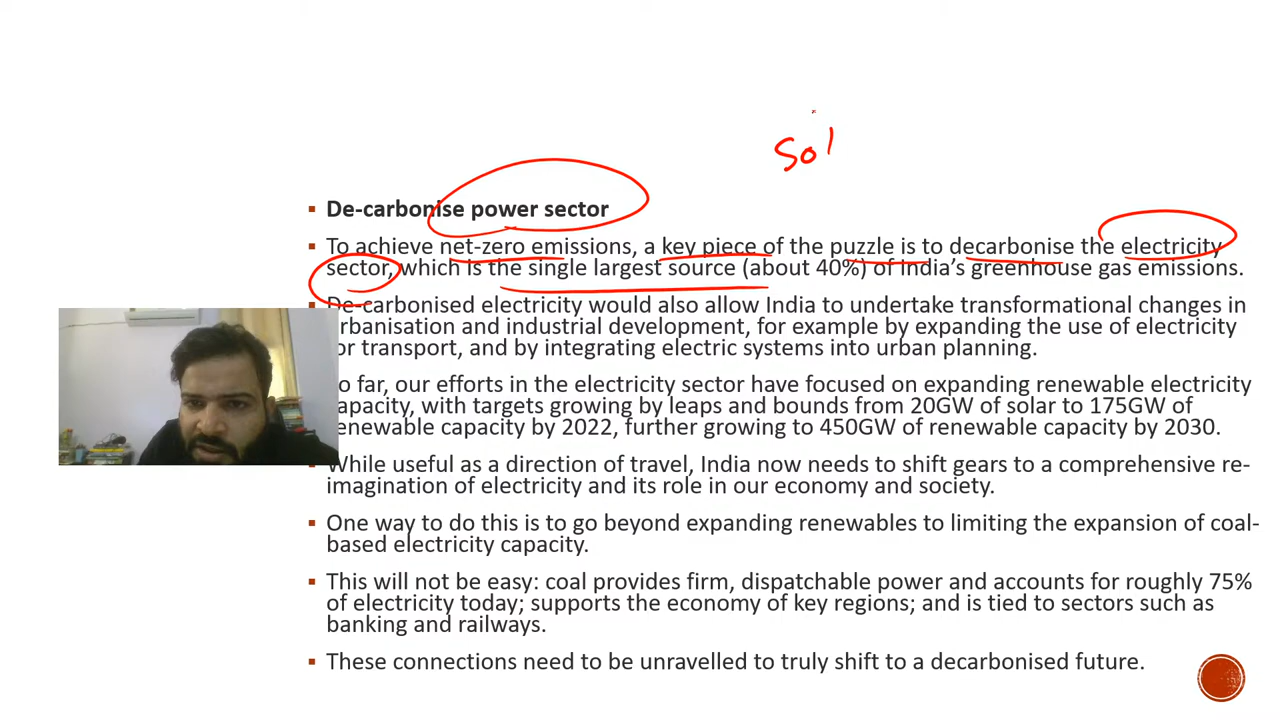 Sol
De-carbonise power sector
To achieve net-zero emissions, a key piece of the puzzle is to decarbonise the electricity
sector, which is the single largest source (about 40%) of India's greenhouse gas emissions.
De-carbonised electricity would also allow India to undertake transformational changes in
urbanisation and industrial development, for example by expanding the use of electricity
for transport, and by integrating electric systems into urban planning.
So far, our efforts in the electricity sector have focused on expanding renewable electricity
capacity, with targets growing by leaps and bounds from 20GW of solar to 175GW of
renewable capacity by 2022, further growing to 450GW of renewable capacity by 2030.
While useful as a direction of travel, India now needs to shift gears to a comprehensive re-
imagination of electricity and its role in our economy and society.
One way to do this is to go beyond expanding renewables to limiting the expansion of coal-
based electricity capacity.
This will not be easy: coal provides firm, dispatchable power and accounts for roughly 75%
of electricity today; supports the economy of key regions; and is tied to sectors such as
banking and railways.
These connections need to be unravelled to truly shift to a decarbonised future.